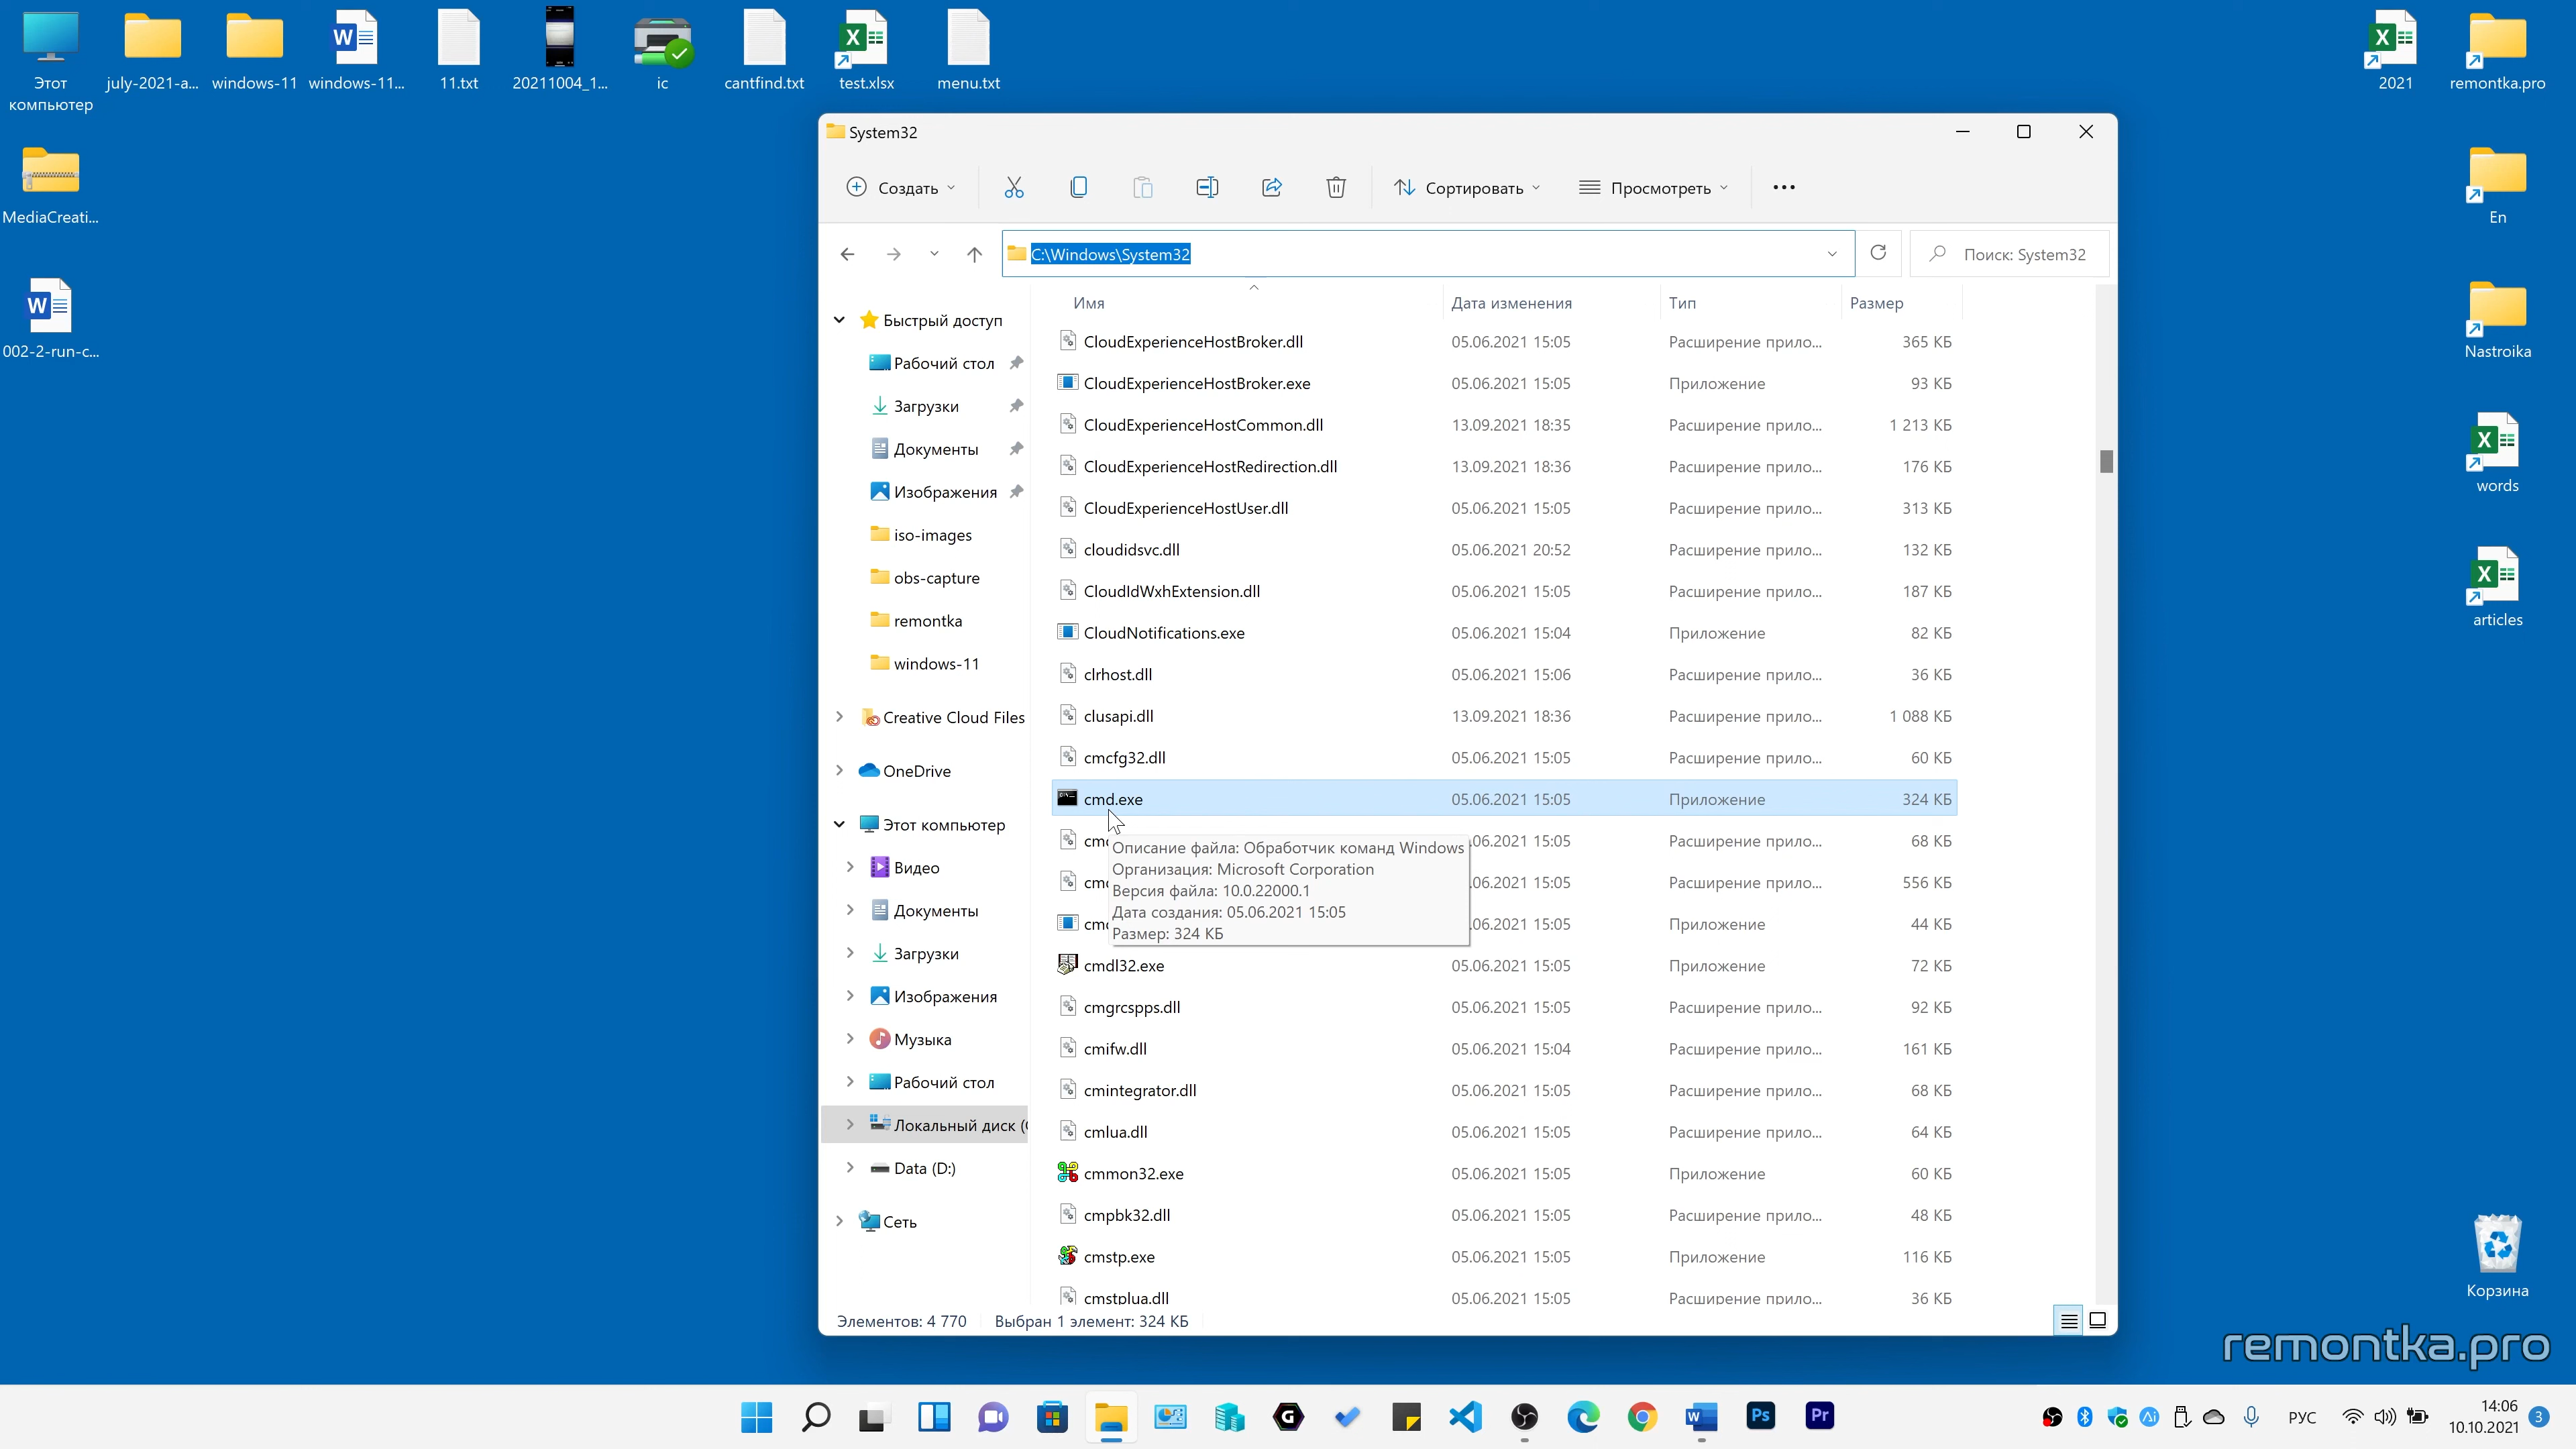 Этот
компьютер
july-2021-a...
windows-11
windows-11...
11.txt
20211004_1...
ic
cantfind.txt
test.xlsx
menu.txt
2021
remontka.pro
MediaCreati...
002-2-run-c...
En
Nastroika
words
articles
Корзина
System32
Создать
Сортировать
Просмотреть
C:\Windows\System32
Поиск: System32
Быстрый доступ
Рабочий стол
Загрузки
Документы
Изображения
iso-images
obs-capture
remontka
windows-11
Creative Cloud Files
OneDrive
Этот компьютер
Видео
Документы
Загрузки
Изображения
Музыка
Рабочий стол
Локальный диск (
Data (D:)
Сеть
Имя Дата изменения Тип Размер
CloudExperienceHostBroker.dll 05.06.2021 15:05 Расширение прило... 365 КБ
CloudExperienceHostBroker.exe 05.06.2021 15:05 Приложение 93 КБ
CloudExperienceHostCommon.dll 13.09.2021 18:35 Расширение прило... 1 213 КБ
CloudExperienceHostRedirection.dll 13.09.2021 18:36 Расширение прило... 176 КБ
CloudExperienceHostUser.dll 05.06.2021 15:05 Расширение прило... 313 КБ
cloudidsvc.dll 05.06.2021 20:52 Расширение прило... 132 КБ
CloudIdWxhExtension.dll 05.06.2021 15:05 Расширение прило... 187 КБ
CloudNotifications.exe 05.06.2021 15:04 Приложение 82 КБ
clrhost.dll 05.06.2021 15:06 Расширение прило... 36 КБ
clusapi.dll 13.09.2021 18:36 Расширение прило... 1 088 КБ
cmcfg32.dll 05.06.2021 15:05 Расширение прило... 60 КБ
cmd.exe 05.06.2021 15:05 Приложение 324 КБ
.06.2021 15:05 Расширение прило... 68 КБ
.06.2021 15:05 Расширение прило... 556 КБ
.06.2021 15:05 Приложение 44 КБ
Описание файла: Обработчик команд Windows
Организация: Microsoft Corporation
Версия файла: 10.0.22000.1
Дата создания: 05.06.2021 15:05
Размер: 324 КБ
cmdl32.exe 05.06.2021 15:05 Приложение 72 КБ
cmgrcspps.dll 05.06.2021 15:05 Расширение прило... 92 КБ
cmifw.dll 05.06.2021 15:04 Расширение прило... 161 КБ
cmintegrator.dll 05.06.2021 15:05 Расширение прило... 68 КБ
cmlua.dll 05.06.2021 15:05 Расширение прило... 64 КБ
cmmon32.exe 05.06.2021 15:05 Приложение 60 КБ
cmpbk32.dll 05.06.2021 15:05 Расширение прило... 48 КБ
cmstp.exe 05.06.2021 15:05 Приложение 116 КБ
cmstplua.dll 05.06.2021 15:05 Расширение прило... 36 КБ
Элементов: 4 770 Выбран 1 элемент: 324 КБ
remontka.pro
Ps
Pr
РУС
14:06
10.10.2021
3